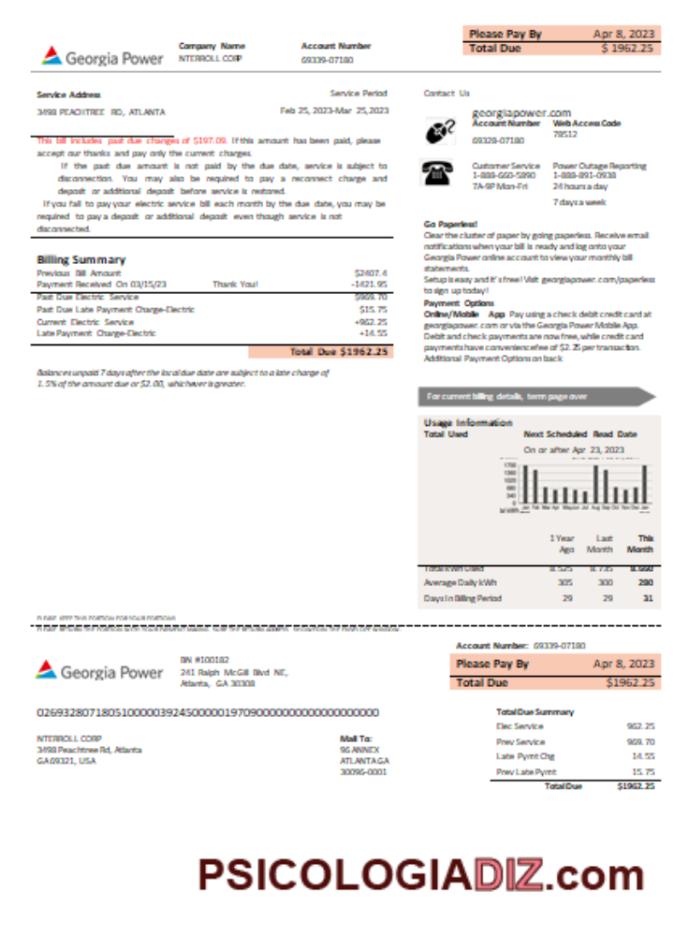 Please Pay By Apr 8, 2023
Total Due $ 1962.25
Georgia Power
Company Name
NTERROLL CORP
Account Number
69339-07180
Service Address
3498 PEACHTREE RD, ATLANTA
Service Period
Feb 25, 2023-Mar 25,2023
This bill includes past due charges of $197.09. If this amount has been paid, please
accept our thanks and pay only the current charges.
If the past due amount is not paid by the due date, service is subject to
disconnection. You may also be required to pay a reconnect charge and
deposit or additional deposit before service is restored.
If you fail to pay your electric service bill each month by the due date, you may be
required to pay a deposit or additional deposit even though service is not
disconnected.
Billing Summary
Previous Bill Amount $2407.4
Payment Received On 03/15/23 Thank You! -1421.95
Past Due Electric Service $969.70
Past Due Late Payment Charge-Electric $15.75
Current Electric Service +962.25
Late Payment Charge-Electric +14.55
Total Due $1962.25
Balances unpaid 7 days after the local due date are subject to a late charge of
1.5% of the amount due or $2.00, whichever is greater.
Contact Us
georgiapower.com
Account Number Web Access Code
69329-07180 78512
Customer Service Power Outage Reporting
1-888-660-5890 1-888-891-0938
7A-9P Mon-Fri 24 hours a day
7 days a week
Go Paperless!
Clear the cluster of paper by going paperless. Receive email
notifications when your bill is ready and log onto your
Georgia Power online account to view your monthly bill
statements.
Setup is easy and it's free! Visit georgiapower.com/paperless
to sign up today!
Payment Options
Online/Mobile App Pay using a check debit credit card at
georgiapower.com or via the Georgia Power Mobile App.
Debit and check payments are now free, while credit card
payments have convenience fee of $2.25 per transaction.
Additional Payment Options on back
For current billing details, term page over
Usage Information
Total Used Next Scheduled Read Date
On or after Apr 23, 2023
1 Year Ago Last Month This Month
Total kWh Used
Average Daily kWh 305 300 280
Days In Billing Period 29 29 31
Account Number: 69339-07180
Georgia Power
BIN #100182
241 Ralph McGill Blvd NE,
Atlanta, GA 30308
Please Pay By Apr 8, 2023
Total Due $1962.25
NTERROLL CORP
3498 Peachtree Rd, Atlanta
GA 69321, USA
Mail To:
96 ANNEX
ATLANTA GA
30096-0001
Total Due Summary
Elec Service 962.25
Prev Service 969.70
Late Pymt Chg 14.55
Prev Late Pymt 15.75
Total Due $1962.25
PSICOLOGIADIZ.com